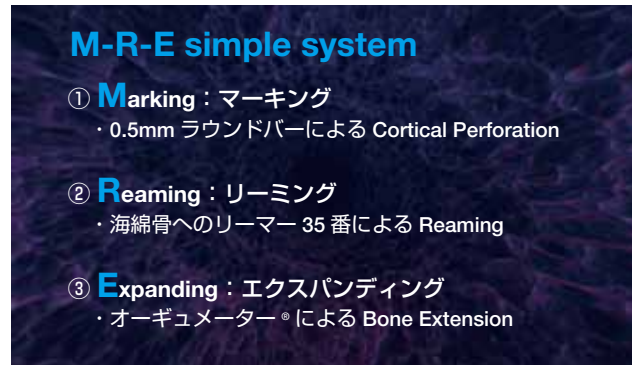 M-R-E simple system
① Marking：マーキング
・0.5mm ラウンドバーによる Cortical Perforation
② Reaming：リーミング
・海綿骨へのリーマー 35 番による Reaming
③ Expanding：エクスパンディング
・オーギュメーター ® による Bone Extension